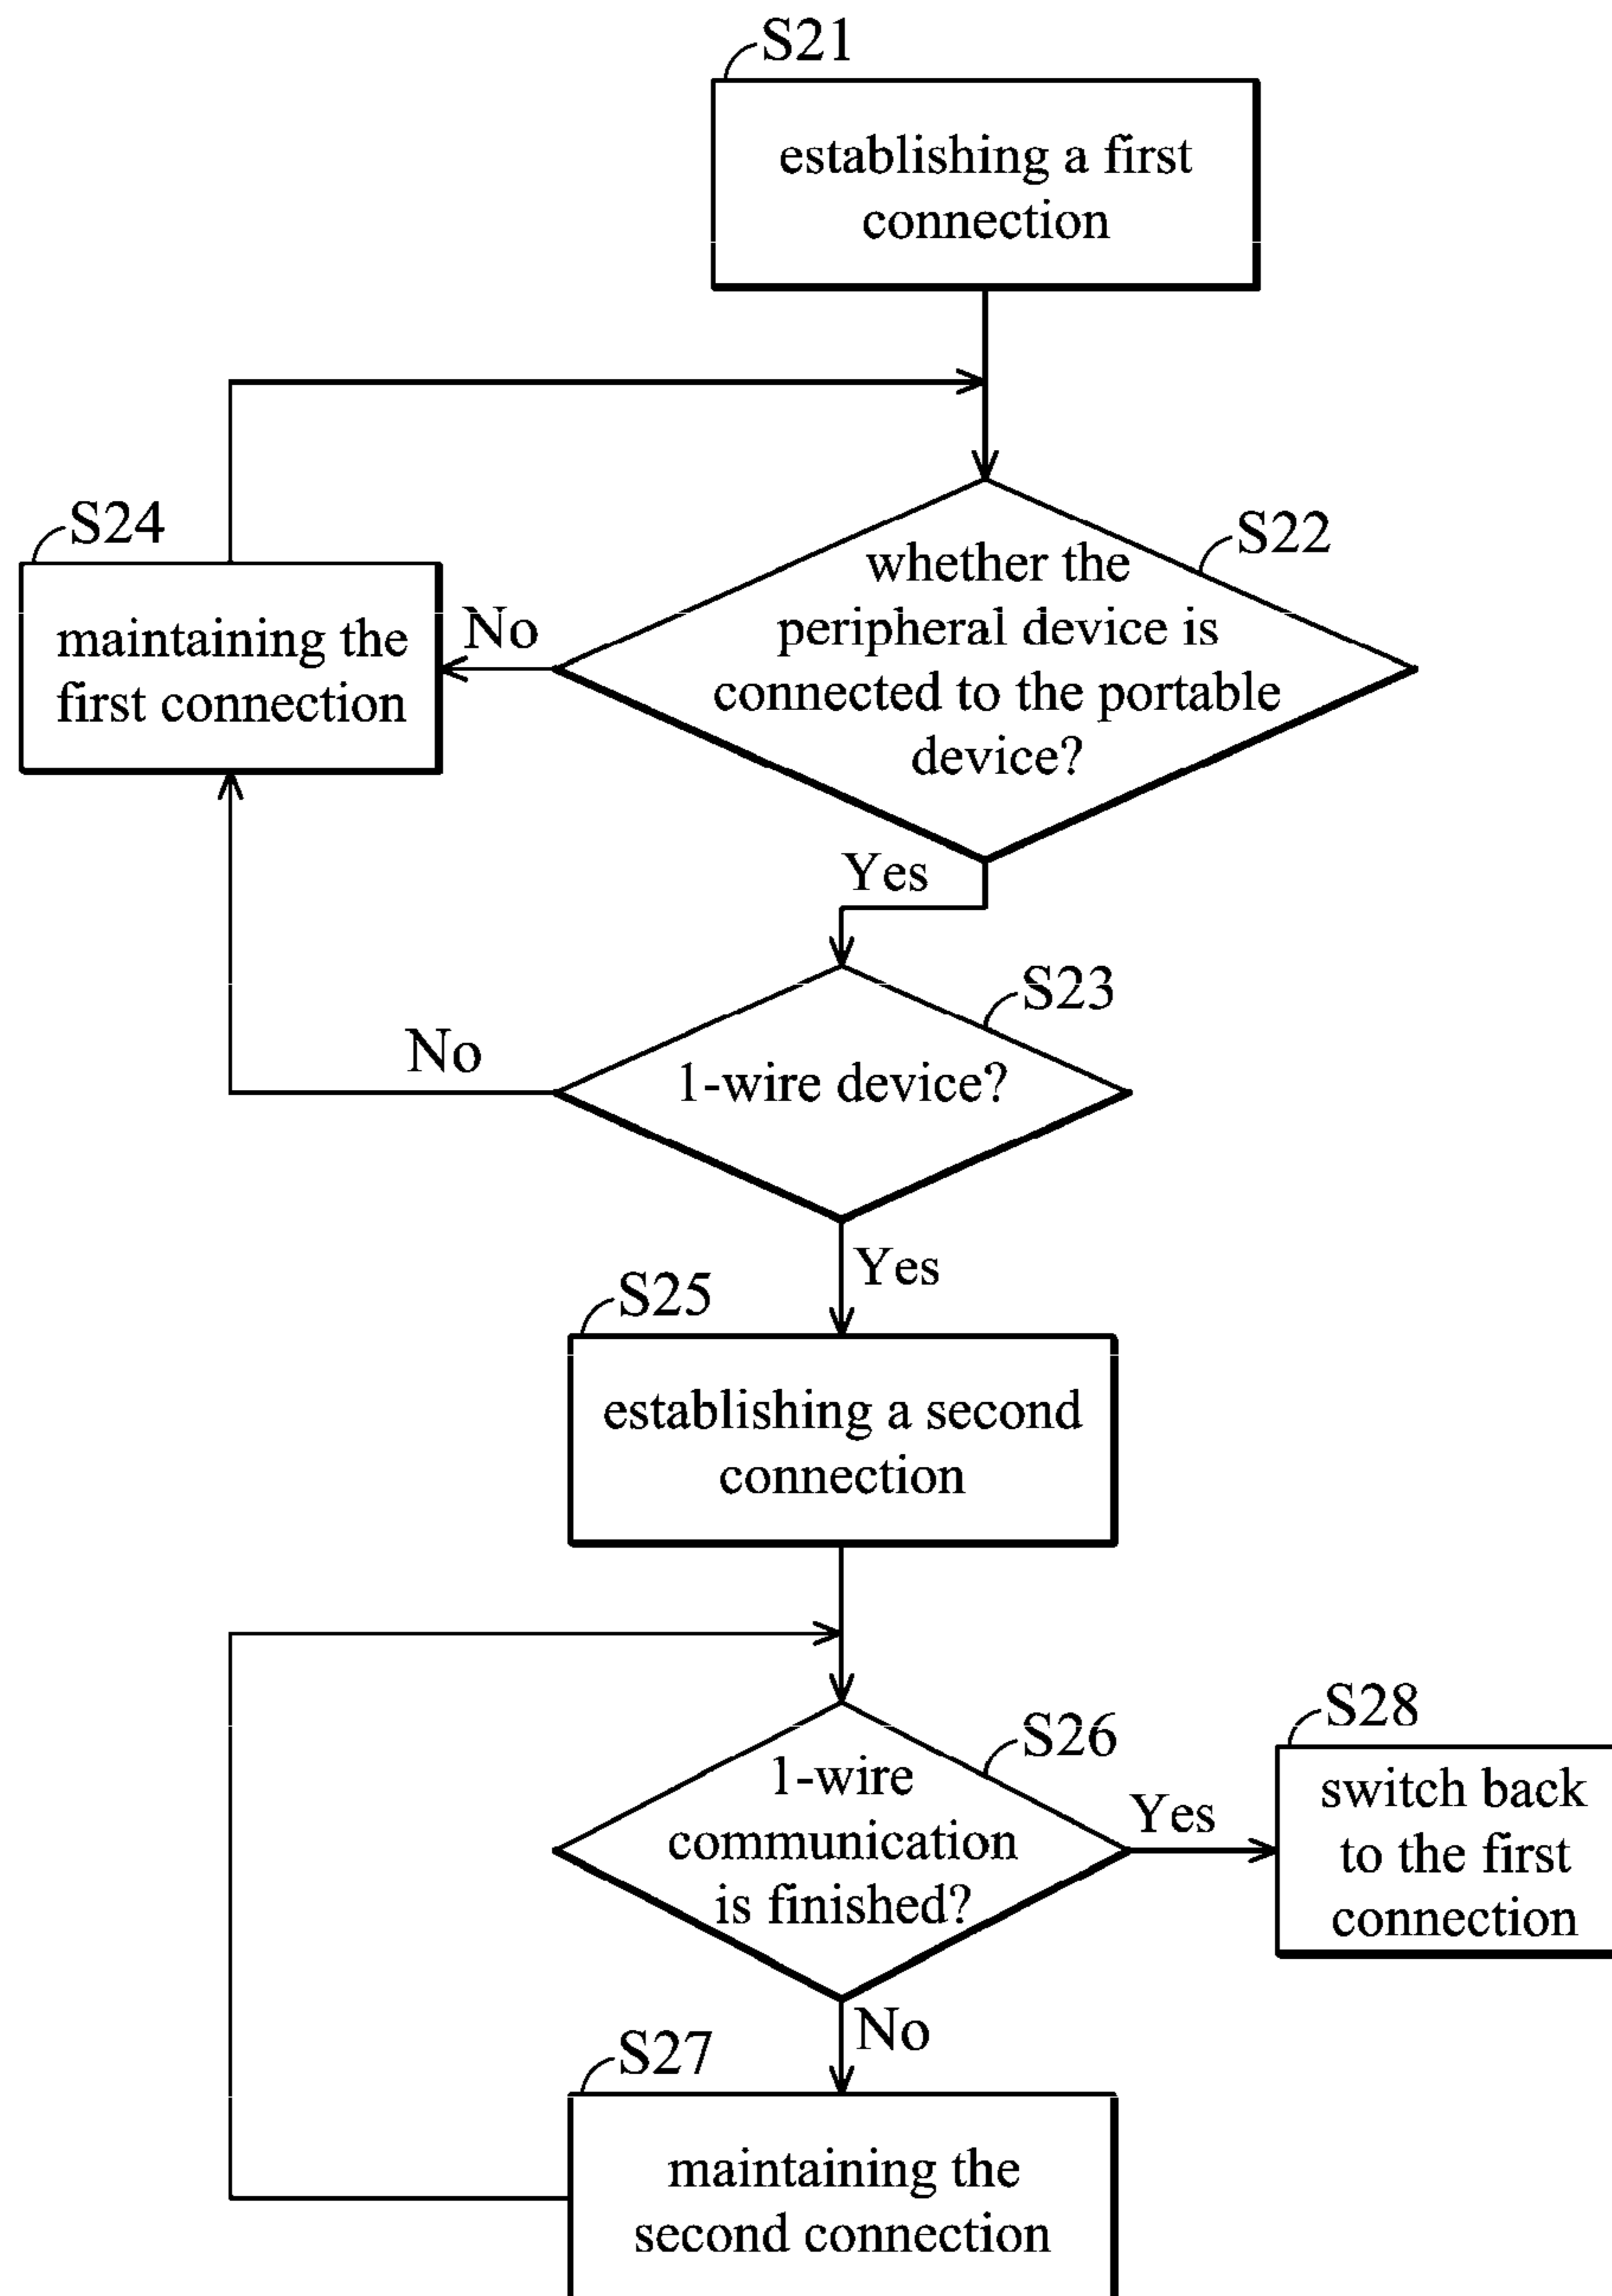 S21
establishing a first
connection
S24
maintaining the
first connection
No
S22
whether the
peripheral device is
connected to the portable
device?
Yes
S23
1-wire device?
No
Yes
S25
establishing a second
connection
S26
1-wire
communication
is finished?
Yes
S28
switch back
to the first
connection
No
S27
maintaining the
second connection